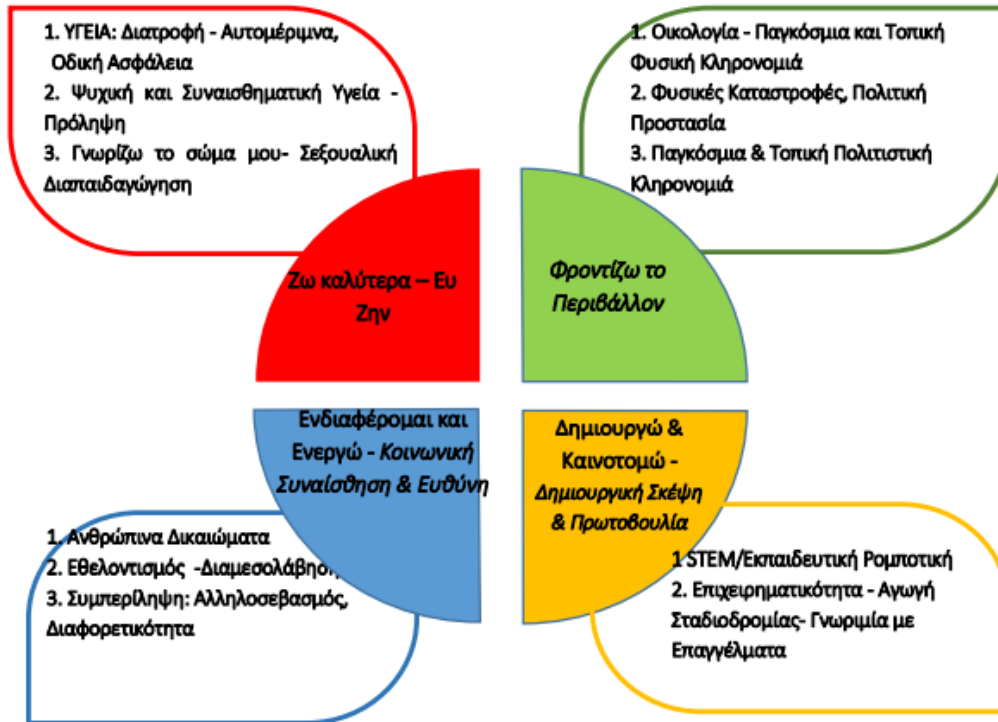 1. ΥΓΕΙΑ: Διατροφή - Αυτομέριμνα,
Οδική Ασφάλεια
2. Ψυχική και Συναισθηματική Υγεία -
Πρόληψη
3. Γνωρίζω το σώμα μου- Σεξουαλική
Διαπαιδαγώγηση
1. Οικολογία - Παγκόσμια και Τοπική
Φυσική Κληρονομιά
2. Φυσικές Καταστροφές, Πολιτική
Προστασία
3. Παγκόσμια & Τοπική Πολιτιστική
Κληρονομιά
Ζω καλύτερα – Ευ
Ζην
Φροντίζω το
Περιβάλλον
Ενδιαφέρομαι και
Ενεργώ - Κοινωνική
Συναίσθηση & Ευθύνη
Δημιουργώ &
Καινοτομώ -
Δημιουργική Σκέψη
& Πρωτοβουλία
1. Ανθρώπινα Δικαιώματα
2. Εθελοντισμός -Διαμεσολάβηση,
3. Συμπερίληψη: Αλληλοσεβασμός,
Διαφορετικότητα
1 STEM/Εκπαιδευτική Ρομποτική
2. Επιχειρηματικότητα - Αγωγή
Σταδιοδρομίας- Γνωριμία με
Επαγγέλματα